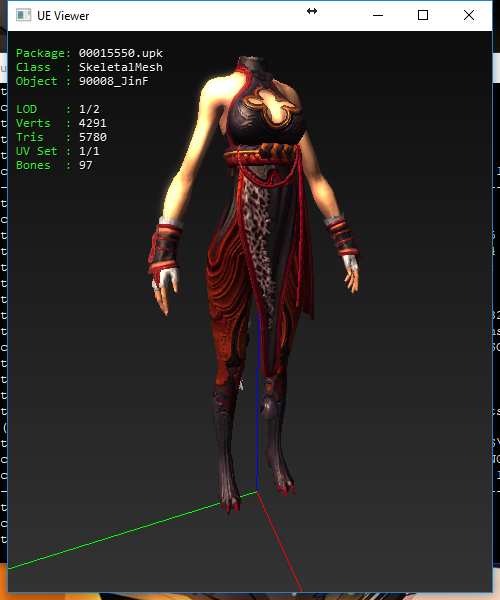 UE Viewer
Package: 00015550.upk
Class : SkeletalMesh
Object : 90008_JinF
LOD : 1/2
Verts : 4291
Tris : 5780
UV Set : 1/1
Bones : 97